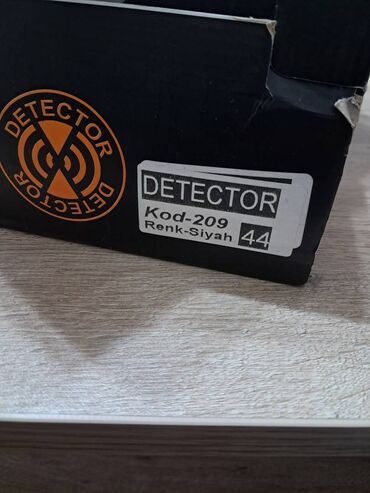 DETECTOR
DETECTOR
DETECTOR
Kod-209
Renk-Siyah 44